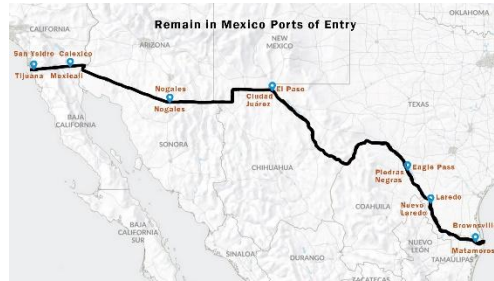 Remain in Mexico Ports of Entry
OKLAHOMA
CALIFORNIA
ARIZONA
NEW
MEXICO
San Ysidro
Calexico
Tijuana
Mexicali
Nogales
Nogales
El Paso
Ciudad
Juárez
TEXAS
BAJA
CALIFORNIA
SONORA
CHIHUAHUA
Eagle Pass
Piedras
Negras
COAHUILA
Laredo
Nuevo
Laredo
Brownsvill
Matamoros
BAJA
CALIFORNIA
SUR
SINALOA
DURANGO
NUEVO
LEÓN
TAMAULIPAS
ZACATECAS